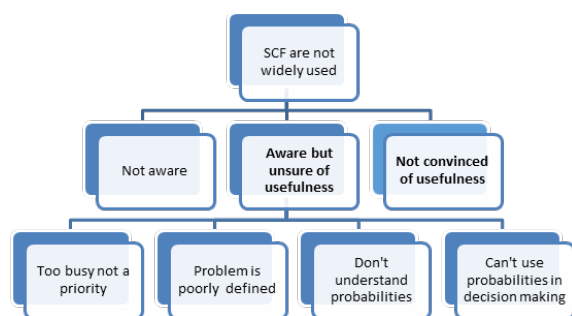 SCF are not
widely used
Not aware
Aware but
unsure of
usefulness
Not convinced
of usefulness
Too busy not a
priority
Problem is
poorly defined
Don't
understand
probabilities
Can't use
probabilities in
decision making